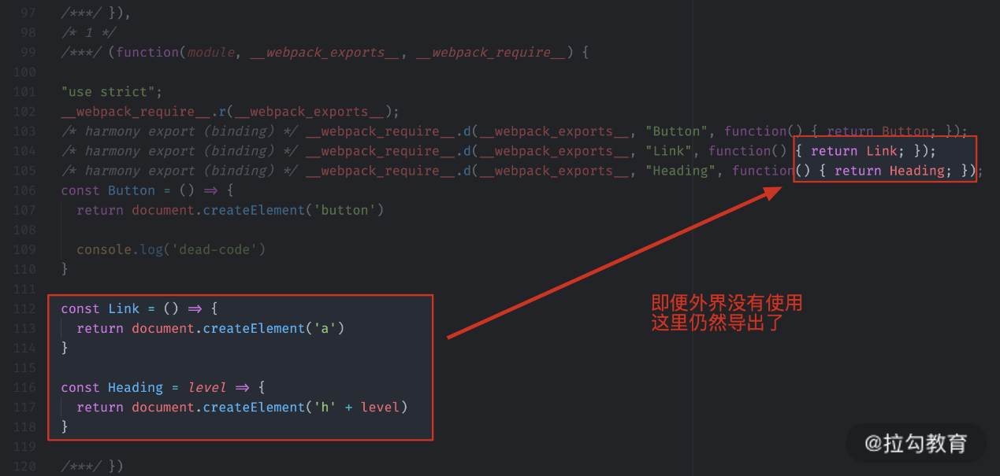 97 /***/ }),
98 /* 1 */
99 /***/ (function(module, __webpack_exports__, __webpack_require__) {
100
101 "use strict";
102 __webpack_require__.r(__webpack_exports__);
103 /* harmony export (binding) */ __webpack_require__.d(__webpack_exports__, "Button", function() { return Button; });
104 /* harmony export (binding) */ __webpack_require__.d(__webpack_exports__, "Link", function() { return Link; });
105 /* harmony export (binding) */ __webpack_require__.d(__webpack_exports__, "Heading", function() { return Heading; });
106 const Button = () => {
107   return document.createElement('button')
108
109   console.log('dead-code')
110 }
111
112 const Link = () => {
113   return document.createElement('a')
114 }
115
116 const Heading = level => {
117   return document.createElement('h' + level)
118 }
119
120 /***/ })
即便外界没有使用
这里仍然导出了
@拉勾教育